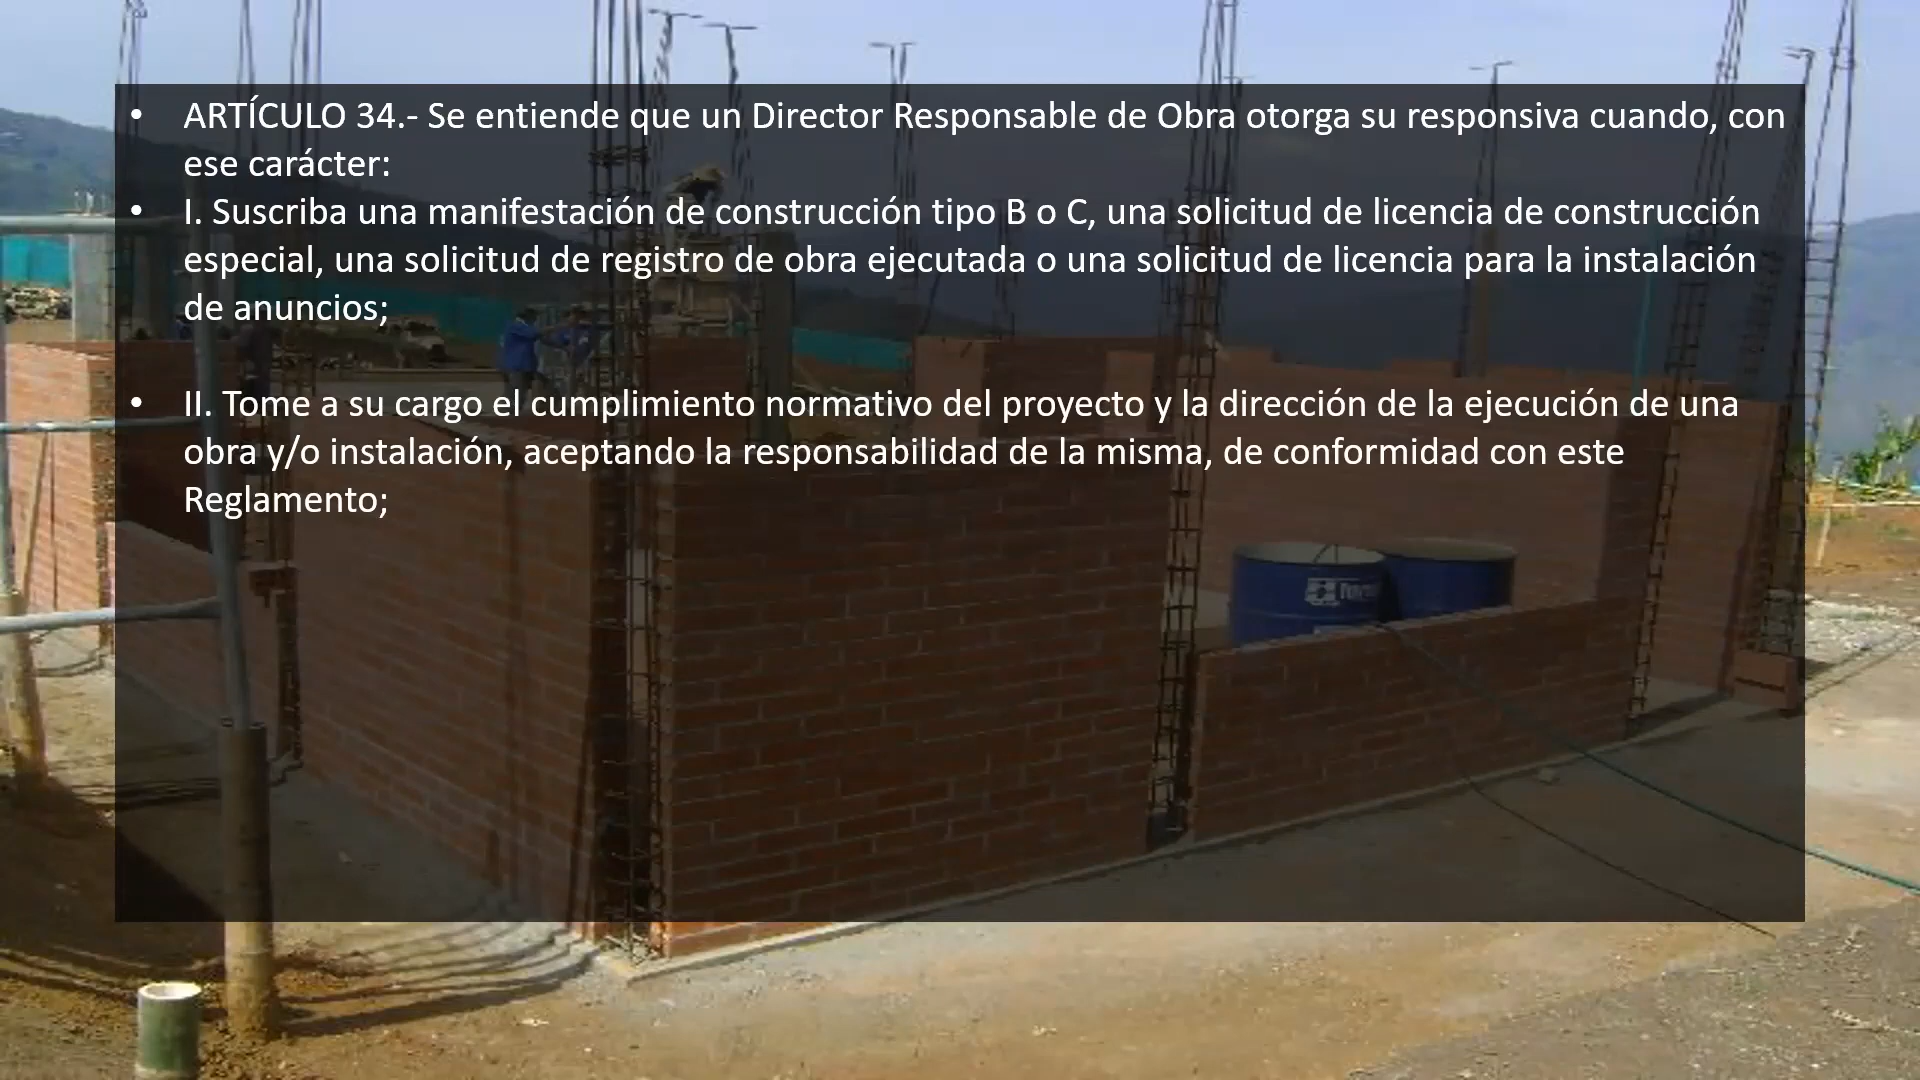 • ARTÍCULO 34.- Se entiende que un Director Responsable de Obra otorga su responsiva cuando, con
ese carácter:
• I. Suscriba una manifestación de construcción tipo B o C, una solicitud de licencia de construcción
especial, una solicitud de registro de obra ejecutada o una solicitud de licencia para la instalación
de anuncios;
• II. Tome a su cargo el cumplimiento normativo del proyecto y la dirección de la ejecución de una
obra y/o instalación, aceptando la responsabilidad de la misma, de conformidad con este
Reglamento;